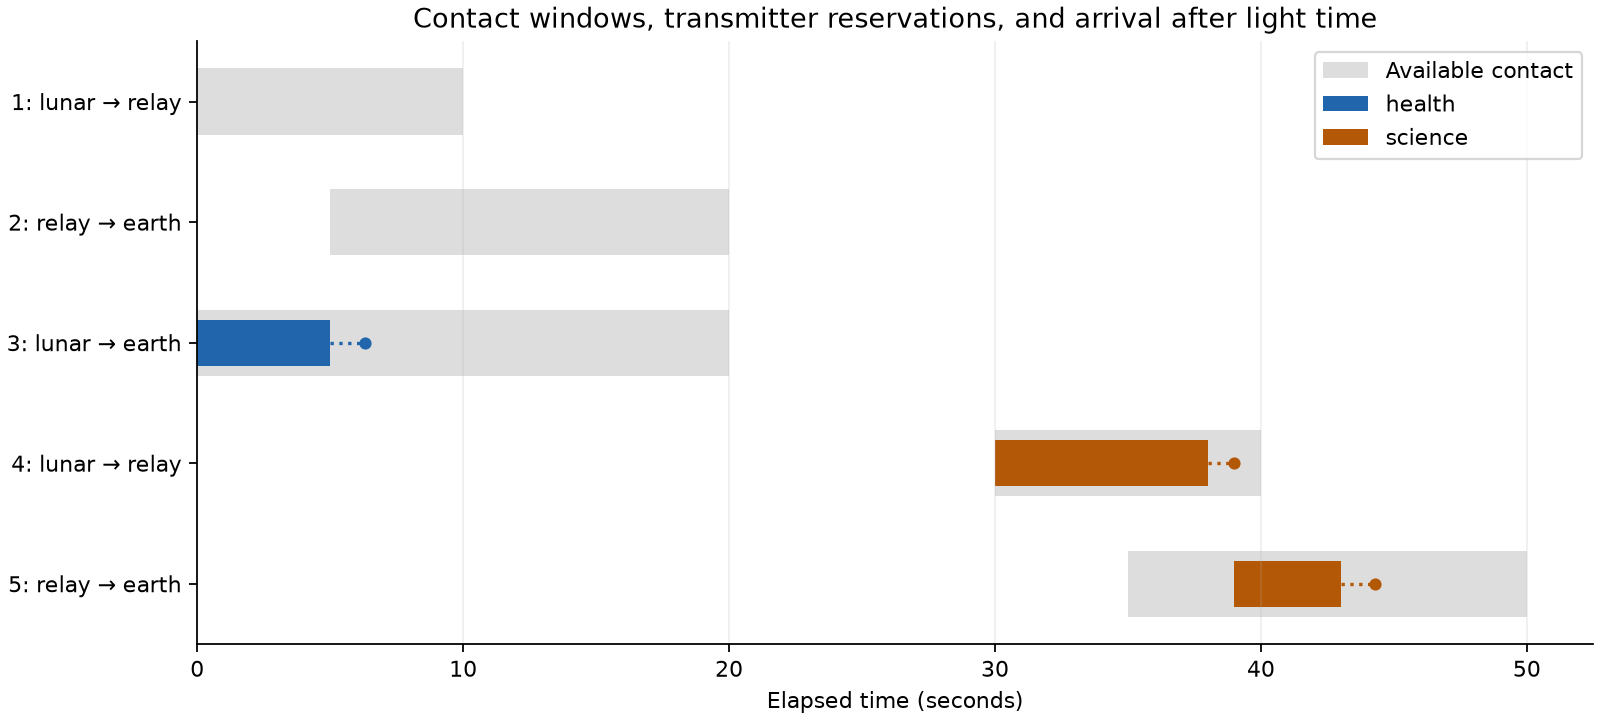 Contact windows, transmitter reservations, and arrival after light time
Available contact
health
science
1: lunar → relay
2: relay → earth
3: lunar → earth
4: lunar → relay
5: relay → earth
0 10 20 30 40 50
Elapsed time (seconds)